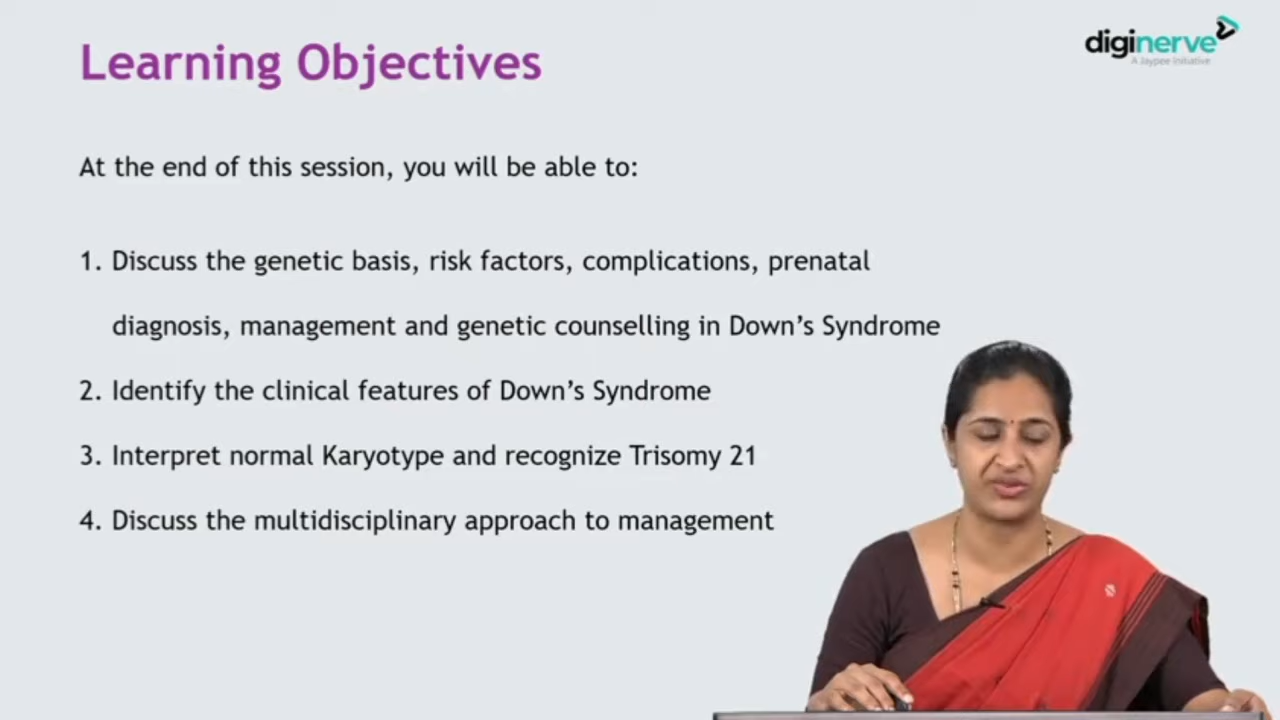 Learning Objectives
diginerve
A Jaypee Initiative
At the end of this session, you will be able to:
1. Discuss the genetic basis, risk factors, complications, prenatal
diagnosis, management and genetic counselling in Down’s Syndrome
2. Identify the clinical features of Down’s Syndrome
3. Interpret normal Karyotype and recognize Trisomy 21
4. Discuss the multidisciplinary approach to management